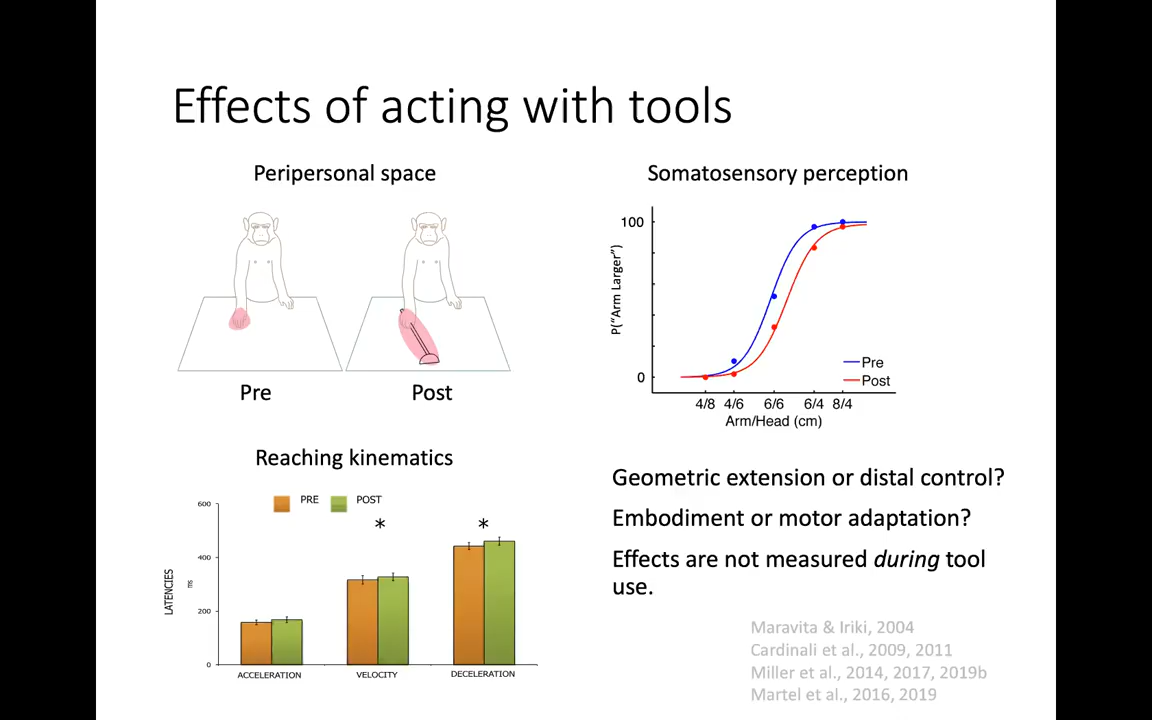 Effects of acting with tools
Peripersonal space
Pre
Post
Somatosensory perception
100
P("Arm Larger")
0
Pre
Post
4/8 4/6 6/6 6/4 8/4
Arm/Head (cm)
Reaching kinematics
PRE POST
600
400
200
0
LATENCIES
ms
* *
ACCELERATION VELOCITY DECELERATION
Geometric extension or distal control?
Embodiment or motor adaptation?
Effects are not measured during tool
use.
Maravita & Iriki, 2004
Cardinali et al., 2009, 2011
Miller et al., 2014, 2017, 2019b
Martel et al., 2016, 2019